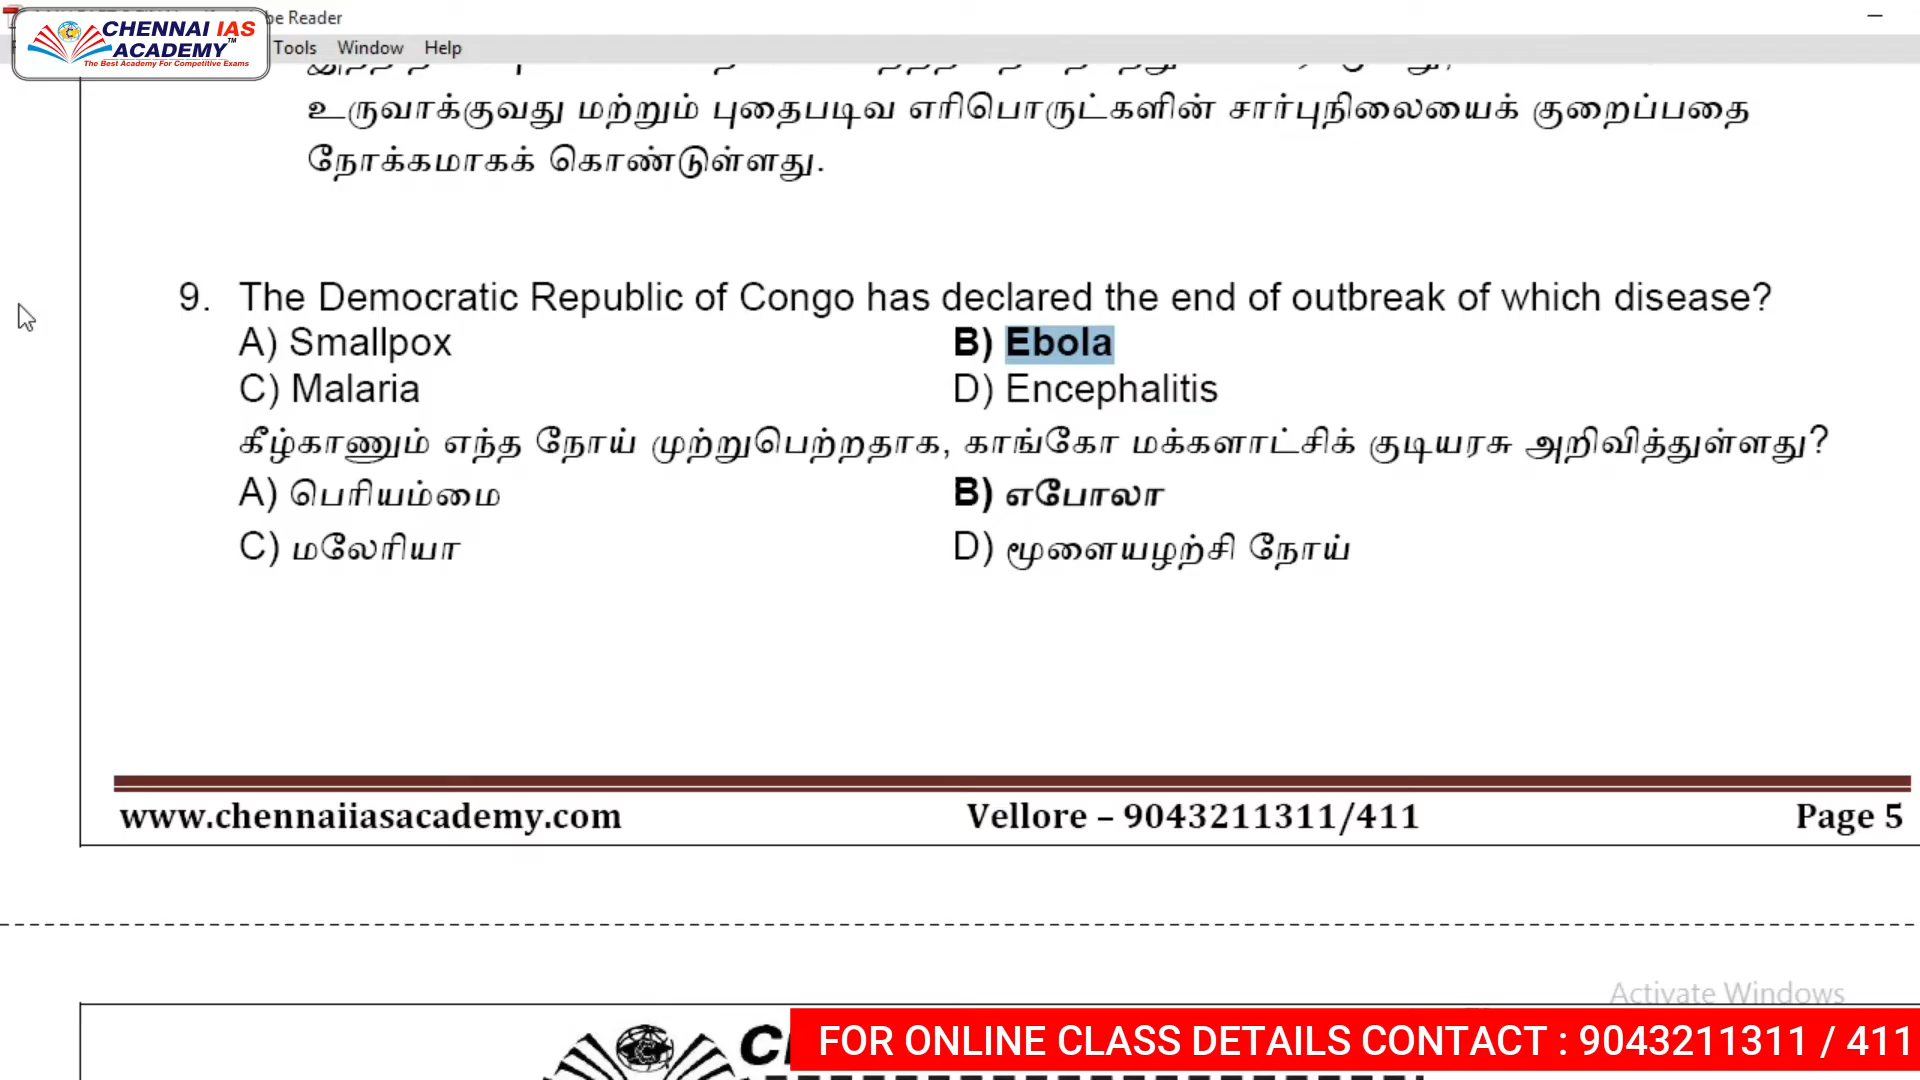 CHENNAI IAS
ACADEMY™
The Best Academy For Competitive Exams
be Reader
Tools Window Help
உருவாக்குவது மற்றும் புதைபடிவ எரிபொருட்களின் சார்புநிலையைக் குறைப்பதை
நோக்கமாகக் கொண்டுள்ளது.
9. The Democratic Republic of Congo has declared the end of outbreak of which disease?
A) Smallpox B) Ebola
C) Malaria D) Encephalitis
கீழ்காணும் எந்த நோய் முற்றுபெற்றதாக, காங்கோ மக்களாட்சிக் குடியரசு அறிவித்துள்ளது?
A) பெரியம்மை B) எபோலா
C) மலேரியா D) மூளையழற்சி நோய்
www.chennaiiasacademy.com Vellore – 9043211311/411 Page 5
Activate Windows
FOR ONLINE CLASS DETAILS CONTACT : 9043211311 / 411